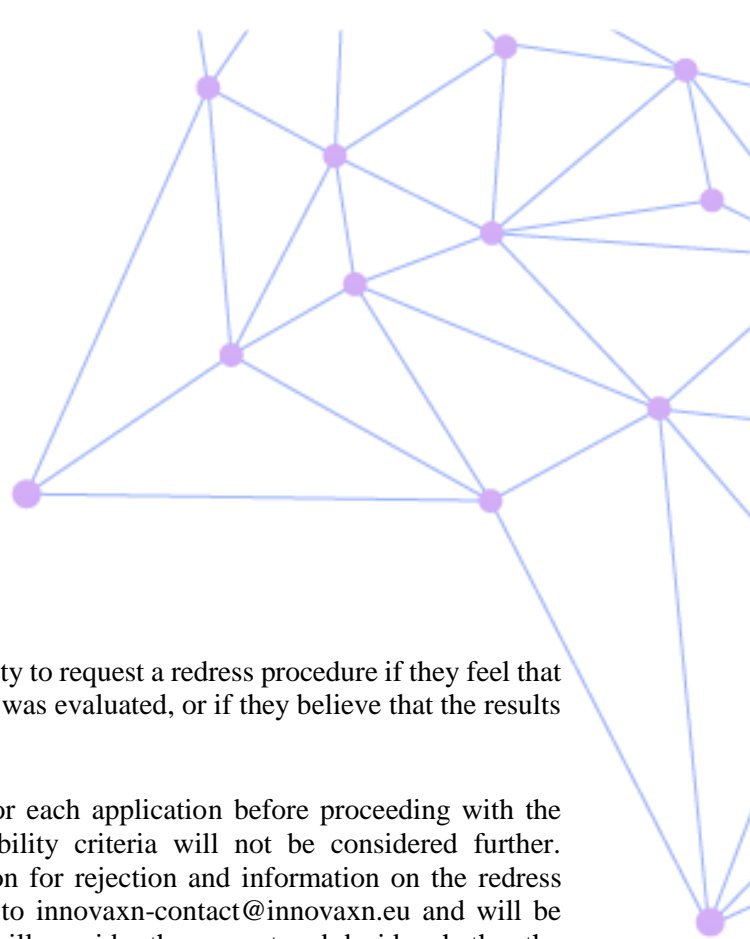 ty to request a redress procedure if they feel that
was evaluated, or if they believe that the results
or each application before proceeding with the
bility criteria will not be considered further.
on for rejection and information on the redress
to innovaxn-contact@innovaxn.eu and will be